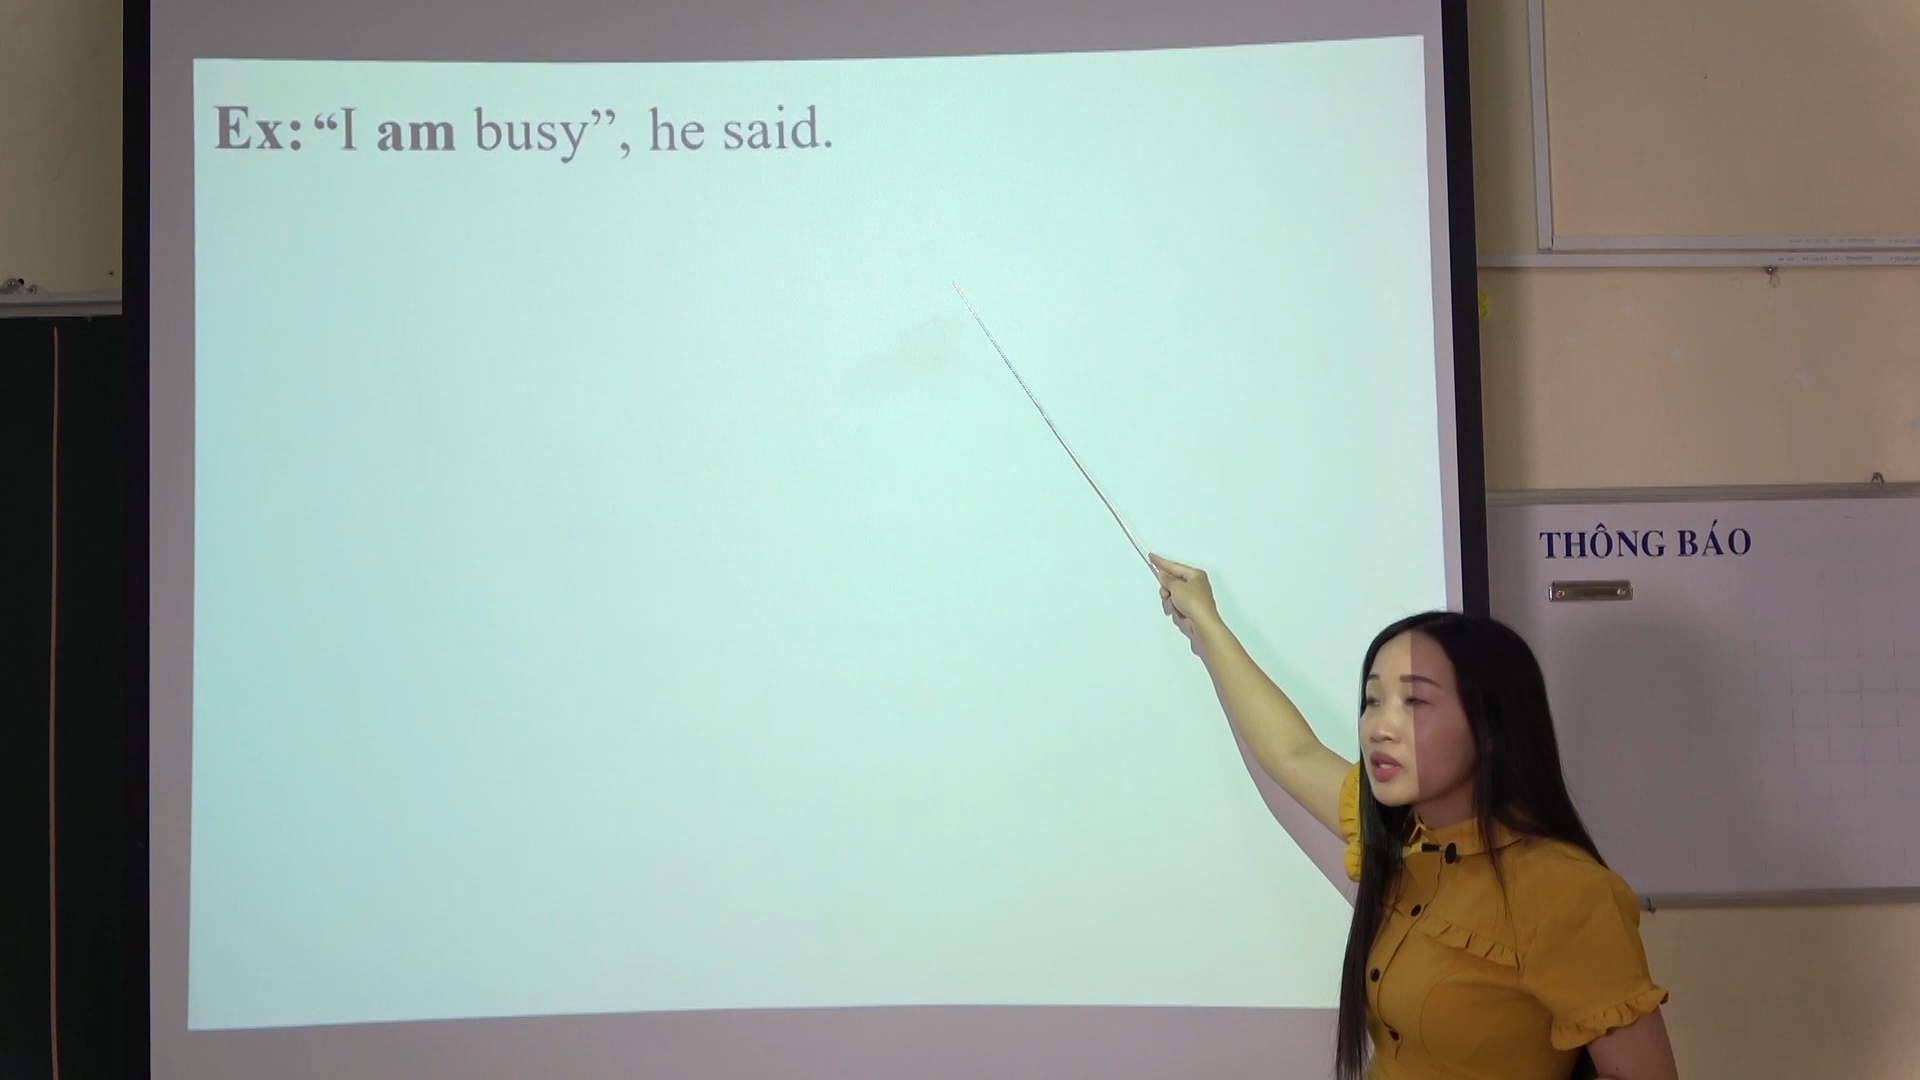 Ex: “I am busy”, he said.
THÔNG BÁO